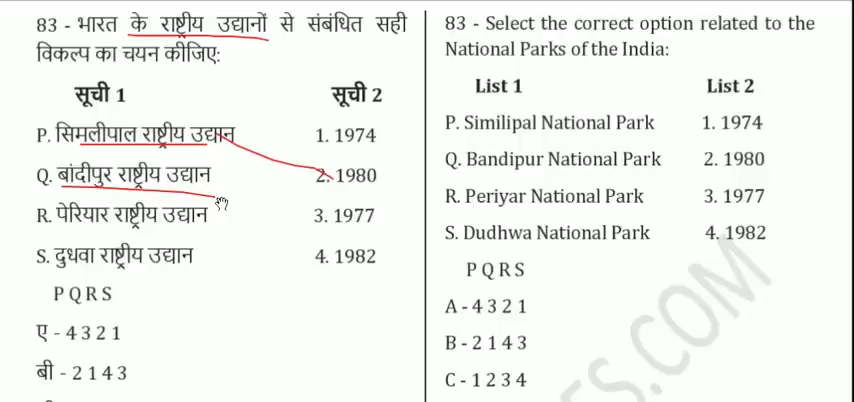 83 - भारत के राष्ट्रीय उद्यानों से संबंधित सही
विकल्प का चयन कीजिए:
सूची 1 सूची 2
P. सिमलीपाल राष्ट्रीय उद्यान 1. 1974
Q. बांदीपुर राष्ट्रीय उद्यान 2. 1980
R. पेरियार राष्ट्रीय उद्यान 3. 1977
S. दुधवा राष्ट्रीय उद्यान 4. 1982
P Q R S
ए - 4 3 2 1
बी - 2 1 4 3
83 - Select the correct option related to the
National Parks of the India:
List 1 List 2
P. Similipal National Park 1. 1974
Q. Bandipur National Park 2. 1980
R. Periyar National Park 3. 1977
S. Dudhwa National Park 4. 1982
P Q R S
A - 4 3 2 1
B - 2 1 4 3
C - 1 2 3 4
ES.COM